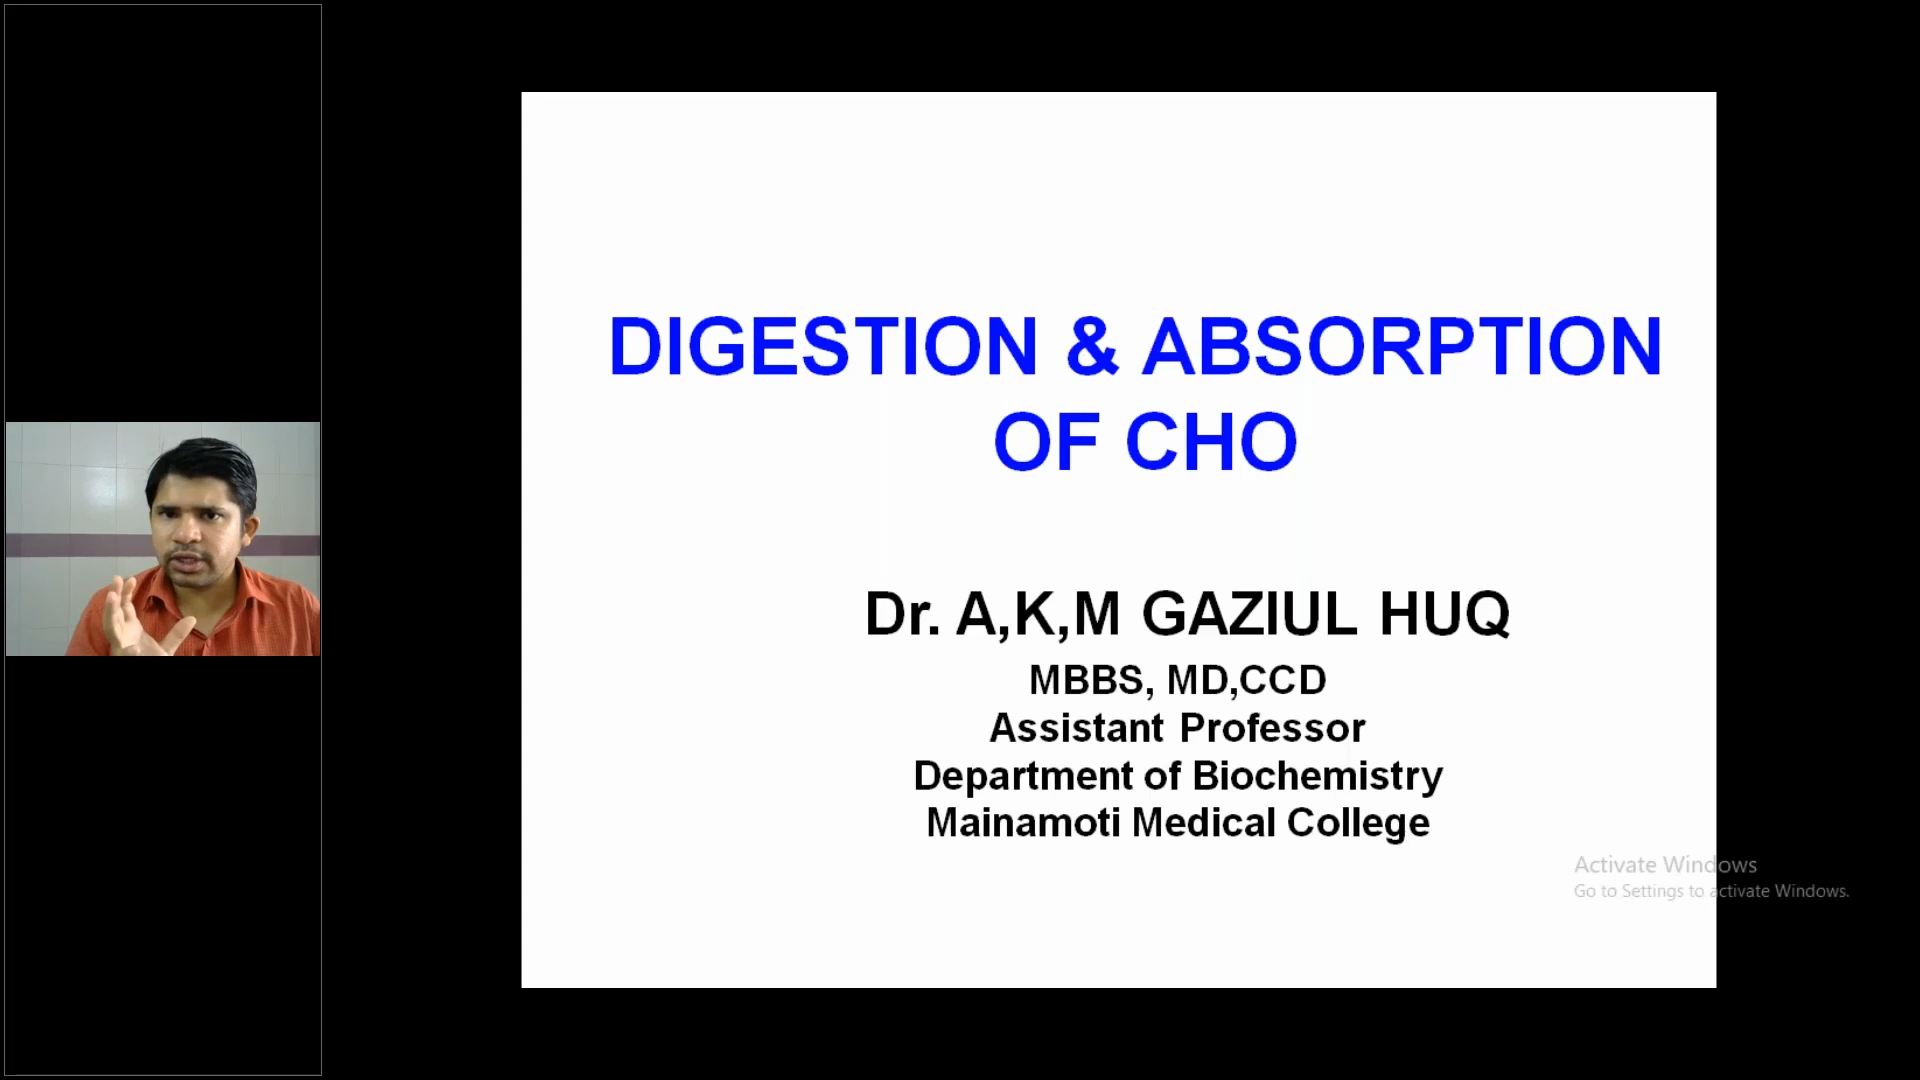 DIGESTION & ABSORPTION
OF CHO
Dr. A,K,M GAZIUL HUQ
MBBS, MD,CCD
Assistant Professor
Department of Biochemistry
Mainamoti Medical College
Activate Windows
Go to Settings to activate Windows.